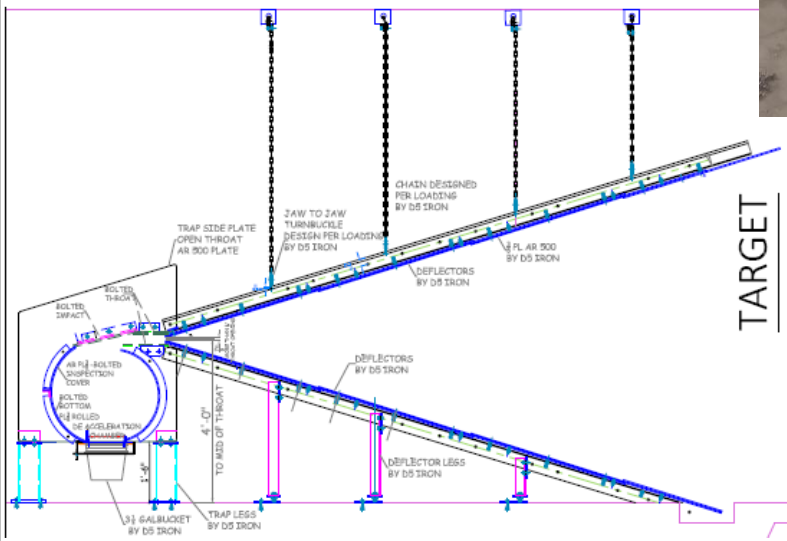 CHAIN DESIGNED
PER LOADING
BY D5 IRON
JAW TO JAW
TURNBUCKLE
DESIGN PER LOADING
BY D5 IRON
TRAP SIDE PLATE
OPEN THROAT
AR 500 PLATE
PL AR 500
BY D5 IRON
DEFLECTORS
BY D5 IRON
TARGET
BOLTED
THROAT
BOLTED
IMPACT
DEFLECTORS
BY D5 IRON
BOLTED
INSPECTION
COVER
BOLTED
BOTTOM
ROLLED
DE ACCELERATION
CHAMBER
4'-0"
TO MID OF THROAT
DEFLECTOR LEGS
BY D5 IRON
1'-6"
GALBUCKET
BY D5 IRON
TRAP LEGS
BY D5 IRON